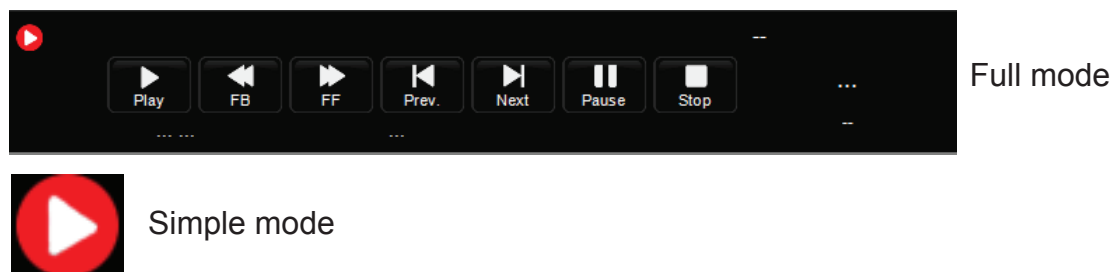 --
Play FB FF Prev. Next Pause Stop
...
Full mode
--
... ... ...
Simple mode